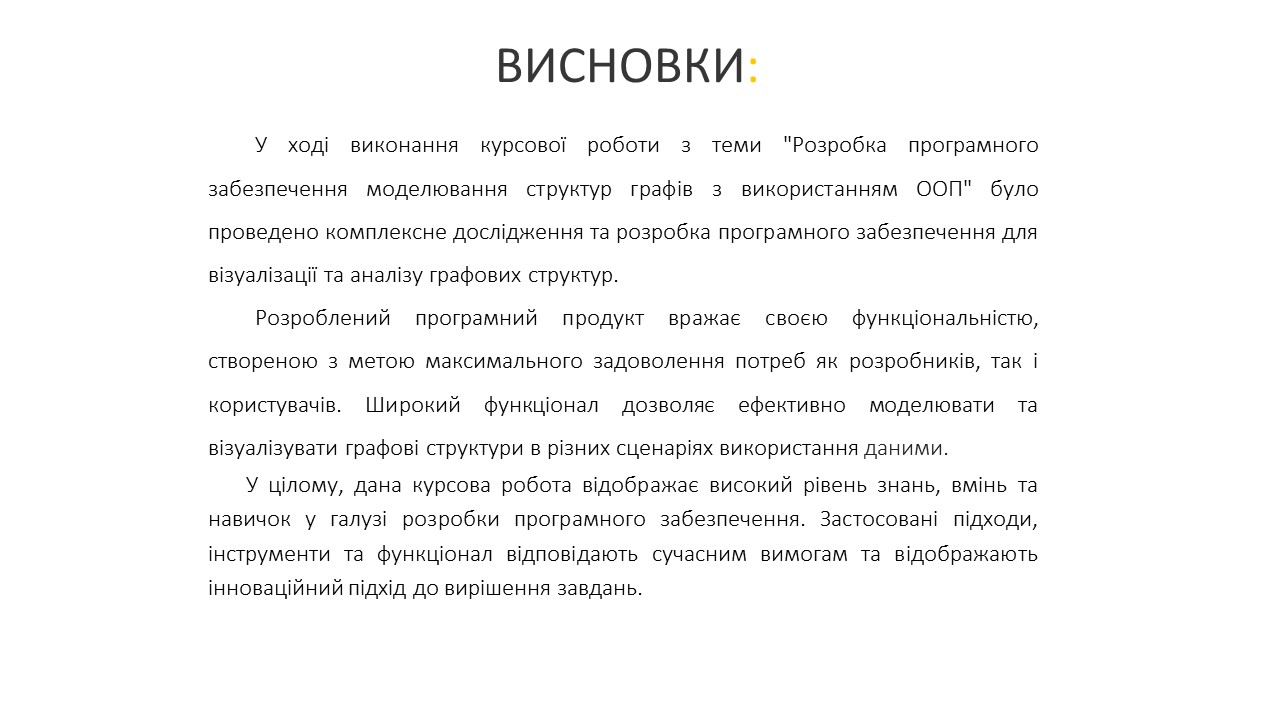 ВИСНОВКИ:
У ході виконання курсової роботи з теми "Розробка програмного
забезпечення моделювання структур графів з використанням ООП" було
проведено комплексне дослідження та розробка програмного забезпечення для
візуалізації та аналізу графових структур.
Розроблений програмний продукт вражає своєю функціональністю,
створеною з метою максимального задоволення потреб як розробників, так і
користувачів. Широкий функціонал дозволяє ефективно моделювати та
візуалізувати графові структури в різних сценаріях використання даними.
У цілому, дана курсова робота відображає високий рівень знань, вмінь та
навичок у галузі розробки програмного забезпечення. Застосовані підходи,
інструменти та функціонал відповідають сучасним вимогам та відображають
інноваційний підхід до вирішення завдань.